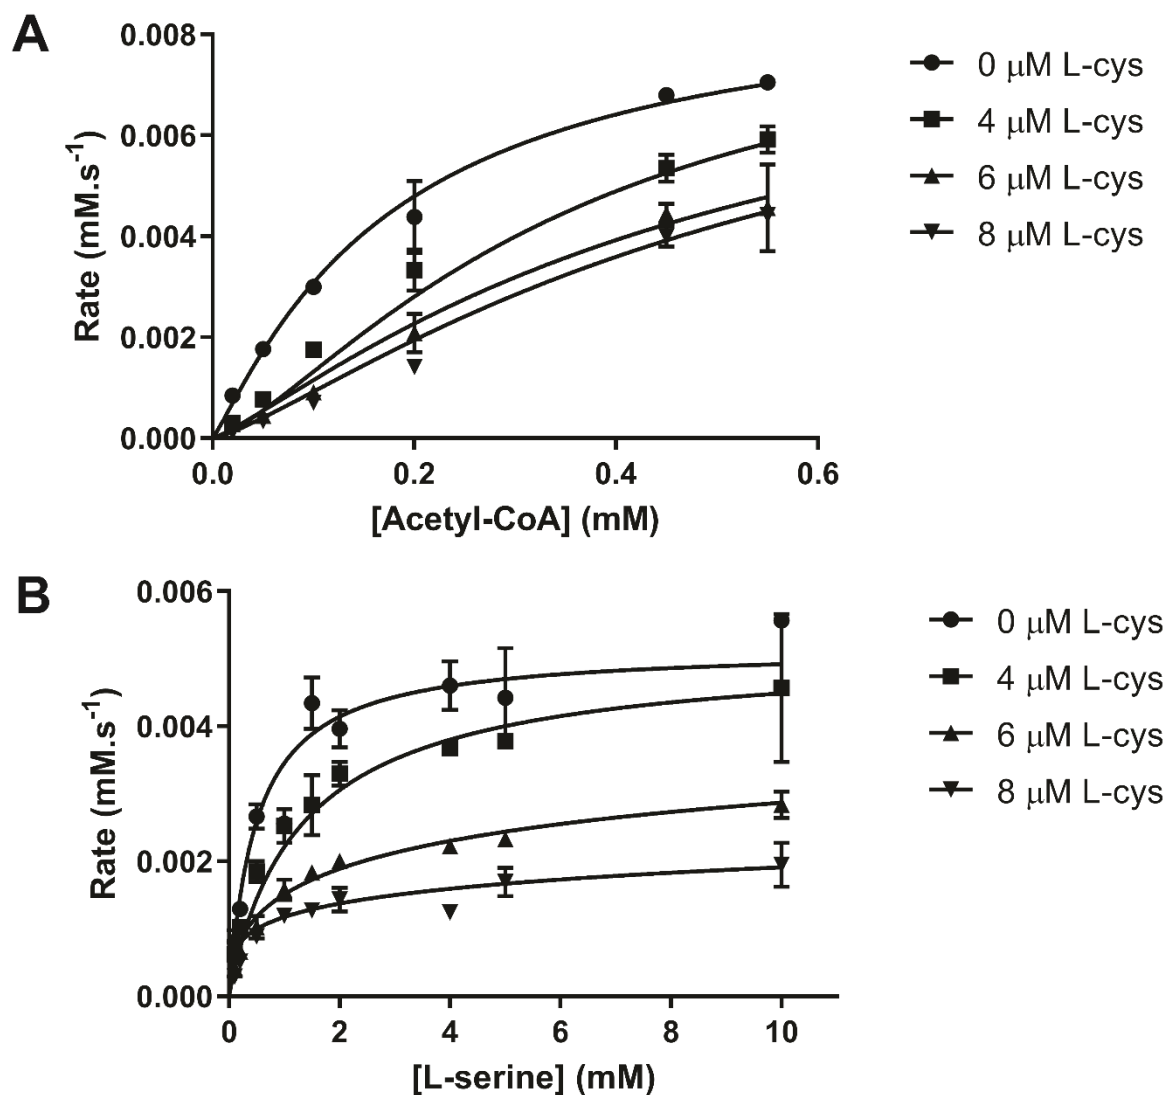 A
0.008
0.006
0.004
0.002
0.000
Rate (mM.s-1)
0.0 0.2 0.4 0.6
[Acetyl-CoA] (mM)
0 μM L-cys
4 μM L-cys
6 μM L-cys
8 μM L-cys
B
0.006
0.004
0.002
0.000
Rate (mM.s-1)
0 2 4 6 8 10
[L-serine] (mM)
0 μM L-cys
4 μM L-cys
6 μM L-cys
8 μM L-cys